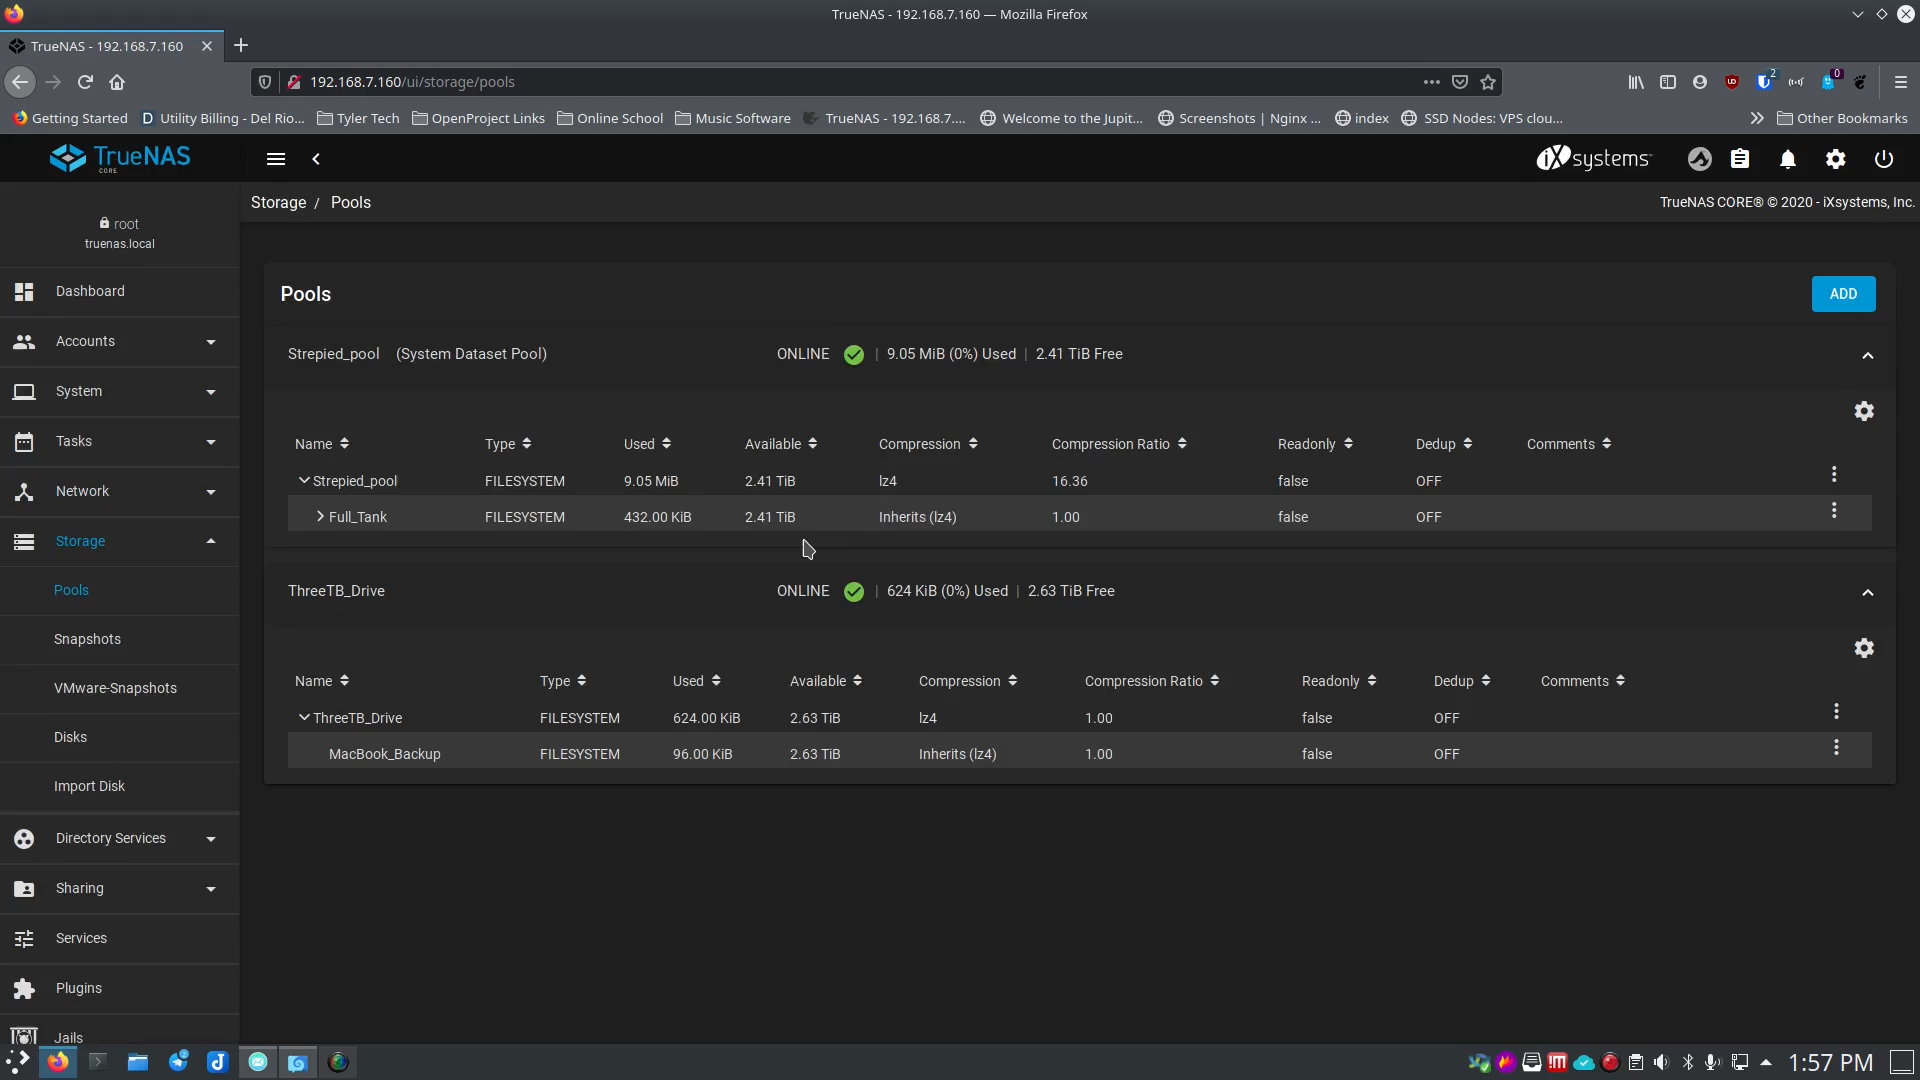 TrueNAS - 192.168.7.160 — Mozilla Firefox
TrueNAS - 192.168.7.160
192.168.7.160/ui/storage/pools
2
0
Getting Started
Utility Billing - Del Rio...
Tyler Tech
OpenProject Links
Online School
Music Software
TrueNAS - 192.168.7....
Welcome to the Jupit...
Screenshots | Nginx ...
index
SSD Nodes: VPS clou...
Other Bookmarks
TrueNAS
CORE
iXsystems
Storage / Pools
TrueNAS CORE® © 2020 - iXsystems, Inc.
root
truenas.local
Dashboard
Accounts
System
Tasks
Network
Storage
Pools
Snapshots
VMware-Snapshots
Disks
Import Disk
Directory Services
Sharing
Services
Plugins
Jails
Pools
ADD
Strepied_pool (System Dataset Pool) ONLINE | 9.05 MiB (0%) Used | 2.41 TiB Free
Name Type Used Available Compression Compression Ratio Readonly Dedup Comments
Strepied_pool FILESYSTEM 9.05 MiB 2.41 TiB lz4 16.36 false OFF
Full_Tank FILESYSTEM 432.00 KiB 2.41 TiB Inherits (lz4) 1.00 false OFF
ThreeTB_Drive ONLINE | 624 KiB (0%) Used | 2.63 TiB Free
Name Type Used Available Compression Compression Ratio Readonly Dedup Comments
ThreeTB_Drive FILESYSTEM 624.00 KiB 2.63 TiB lz4 1.00 false OFF
MacBook_Backup FILESYSTEM 96.00 KiB 2.63 TiB Inherits (lz4) 1.00 false OFF
1:57 PM